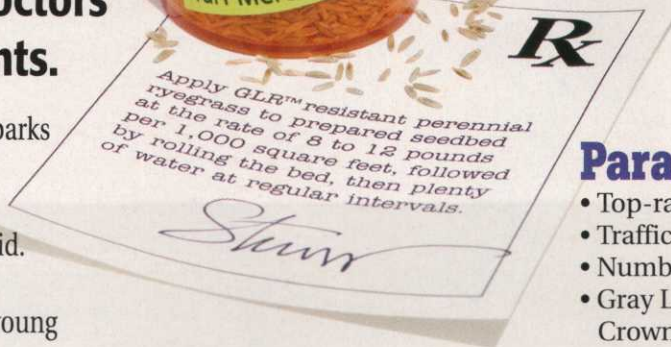 octors
nts.
parks
id.
young
Rx
Apply GLR™ resistant perennial
ryegrass to prepared seedbed
at the rate of 8 to 12 pounds
per 1,000 square feet, followed
by rolling the bed, then plenty
of water at regular intervals.
Para
• Top-ra
• Traffic
• Numb
• Gray L
Crown